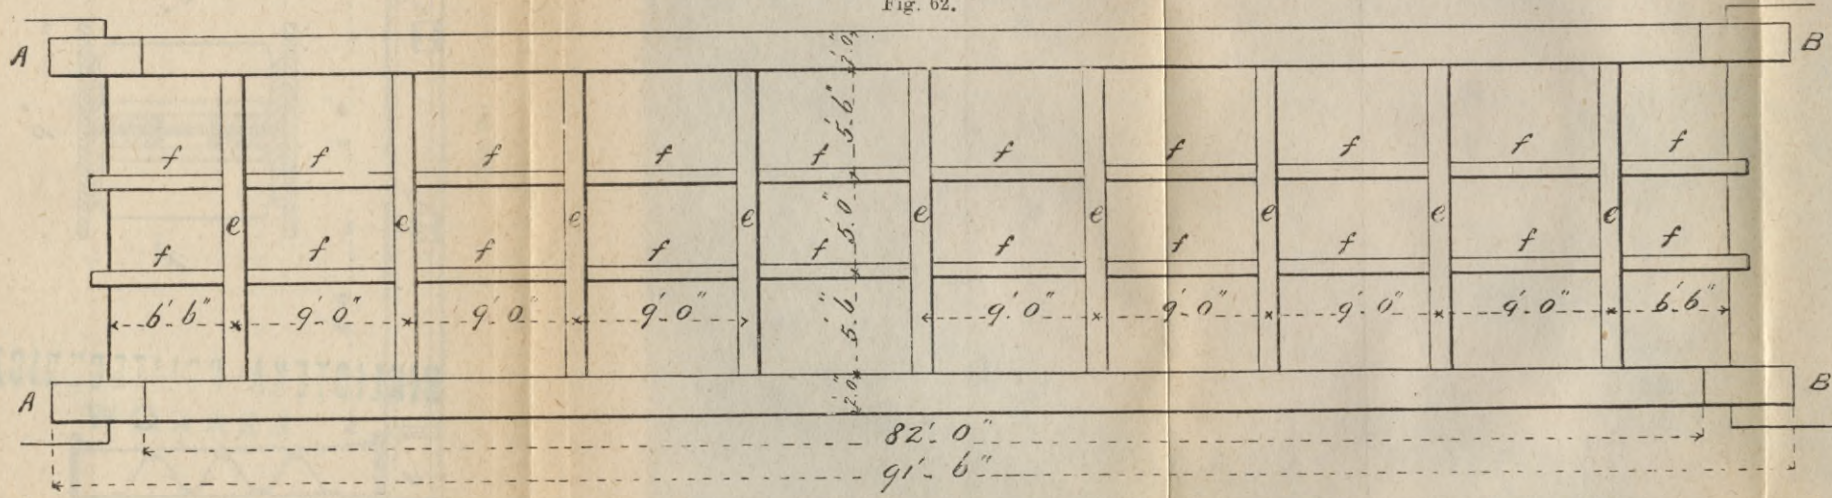 Fig. 62.
A B
2'.0"
5'.6"
f f f f f f f f f f
5'.0"
e e e e e e e e e
f f f f f f f f f f
5'.6"
6'.6" 9'.0" 9'.0" 9'.0" 9'.0" 9'.0" 9'.0" 9'.0" 6'.6"
2'.0"
A B
82'.0"
91'.6"